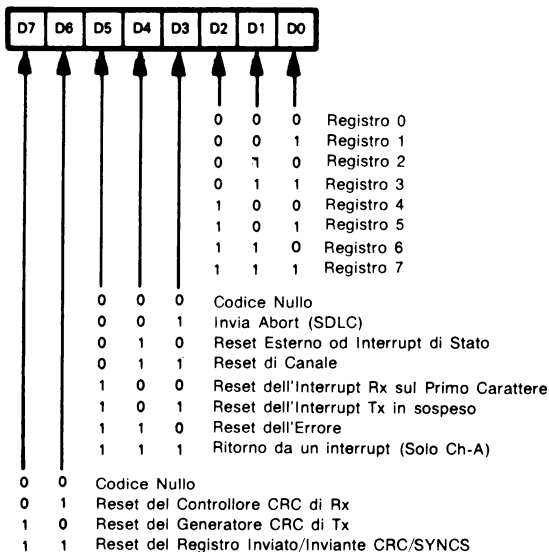 D7 D6 D5 D4 D3 D2 D1 D0
0 0 0 Registro 0
0 0 1 Registro 1
0 1 0 Registro 2
0 1 1 Registro 3
1 0 0 Registro 4
1 0 1 Registro 5
1 1 0 Registro 6
1 1 1 Registro 7
0 0 0 Codice Nullo
0 0 1 Invia Abort (SDLC)
0 1 0 Reset Esterno od Interrupt di Stato
0 1 1 Reset di Canale
1 0 0 Reset dell'Interrupt Rx sul Primo Carattere
1 0 1 Reset dell'Interrupt Tx in sospeso
1 1 0 Reset dell'Errore
1 1 1 Ritorno da un interrupt (Solo Ch-A)
0 0 Codice Nullo
0 1 Reset del Controllore CRC di Rx
1 0 Reset del Generatore CRC di Tx
1 1 Reset del Registro Inviato/Inviante CRC/SYNCS